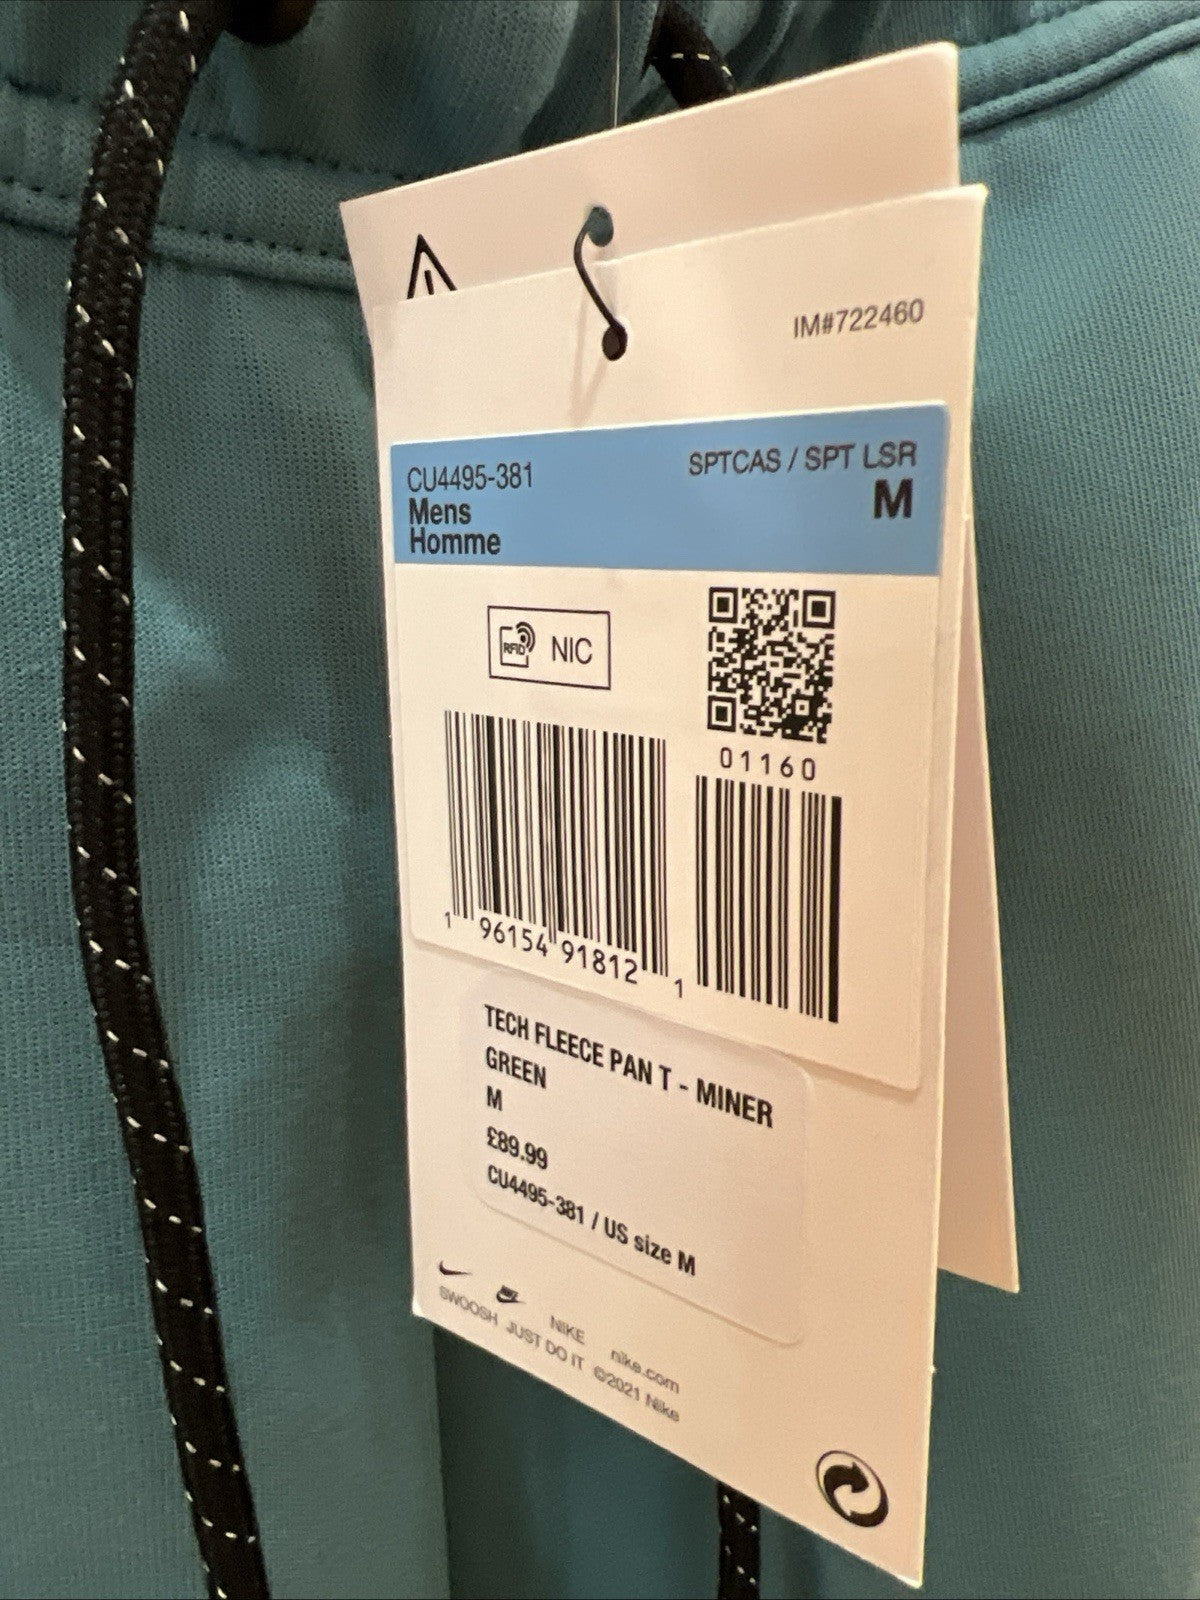 IM#722460
CU4495-381
SPTCAS / SPT LSR
Mens
M
Homme
RFID NIC
01160
1 96154 91812 1
TECH FLEECE PAN T - MINER
GREEN
M
£89.99
CU4495-381 / US size M
NIKE nike.com
SWOOSH JUST DO IT ©2021 Nike